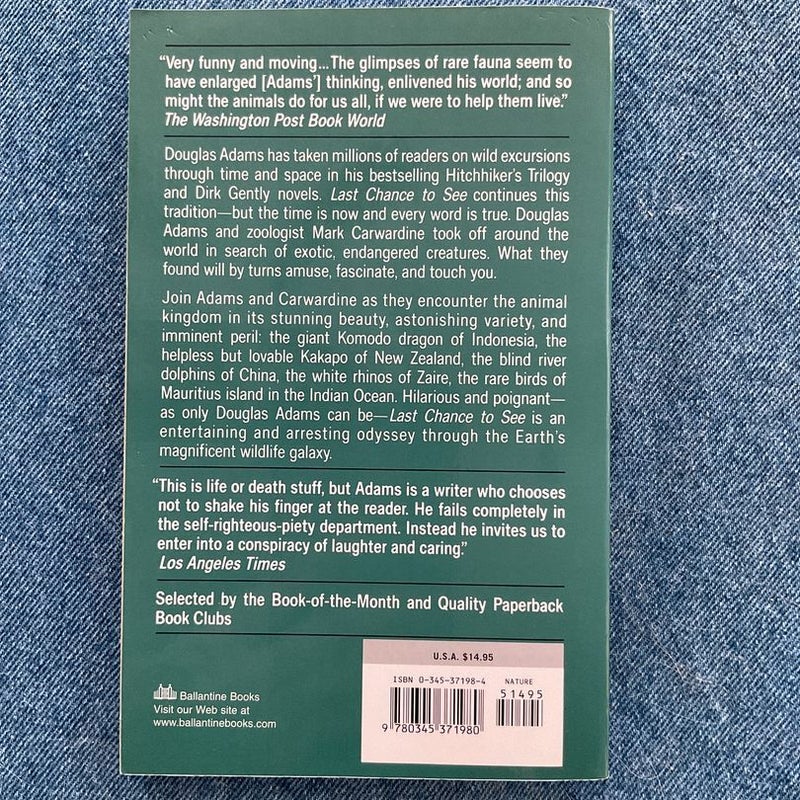 “Very funny and moving...The glimpses of rare fauna seem to
have enlarged [Adams’] thinking, enlivened his world; and so
might the animals do for us all, if we were to help them live.”
The Washington Post Book World
Douglas Adams has taken millions of readers on wild excursions
through time and space in his bestselling Hitchhiker’s Trilogy
and Dirk Gently novels. Last Chance to See continues this
tradition—but the time is now and every word is true. Douglas
Adams and zoologist Mark Carwardine took off around the
world in search of exotic, endangered creatures. What they
found will by turns amuse, fascinate, and touch you.
Join Adams and Carwardine as they encounter the animal
kingdom in its stunning beauty, astonishing variety, and
imminent peril: the giant Komodo dragon of Indonesia, the
helpless but lovable Kakapo of New Zealand, the blind river
dolphins of China, the white rhinos of Zaire, the rare birds of
Mauritius island in the Indian Ocean. Hilarious and poignant—
as only Douglas Adams can be—Last Chance to See is an
entertaining and arresting odyssey through the Earth’s
magnificent wildlife galaxy.
“This is life or death stuff, but Adams is a writer who chooses
not to shake his finger at the reader. He fails completely in
the self-righteous-piety department. Instead he invites us to
enter into a conspiracy of laughter and caring.”
Los Angeles Times
Selected by the Book-of-the-Month and Quality Paperback
Book Clubs
Ballantine Books
Visit our Web site at
www.ballantinebooks.com
U.S.A. $14.95
ISBN 0-345-37198-4 NATURE
51495
9 780345 371980